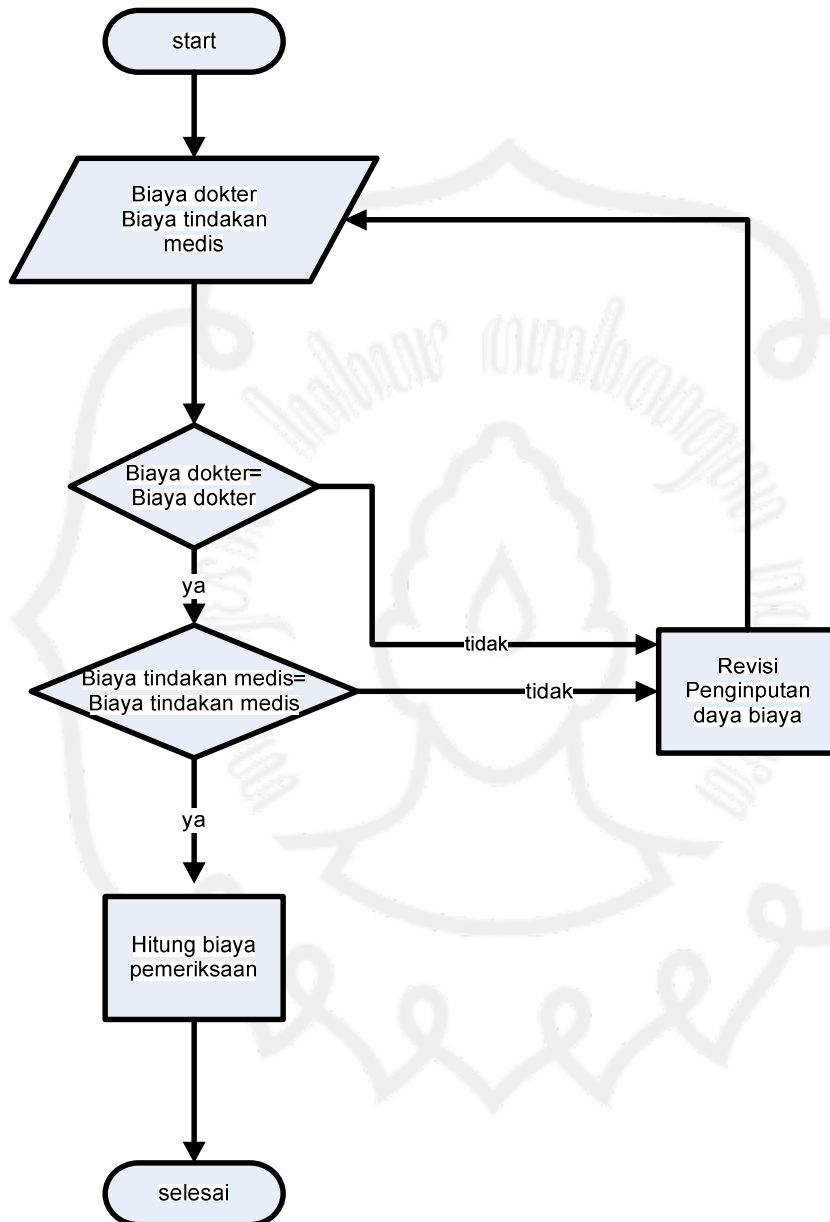 start
Biaya dokter
Biaya tindakan
medis
Biaya dokter=
Biaya dokter
ya
tidak
Biaya tindakan medis=
Biaya tindakan medis
tidak
Revisi
Penginputan
daya biaya
ya
Hitung biaya
pemeriksaan
selesai